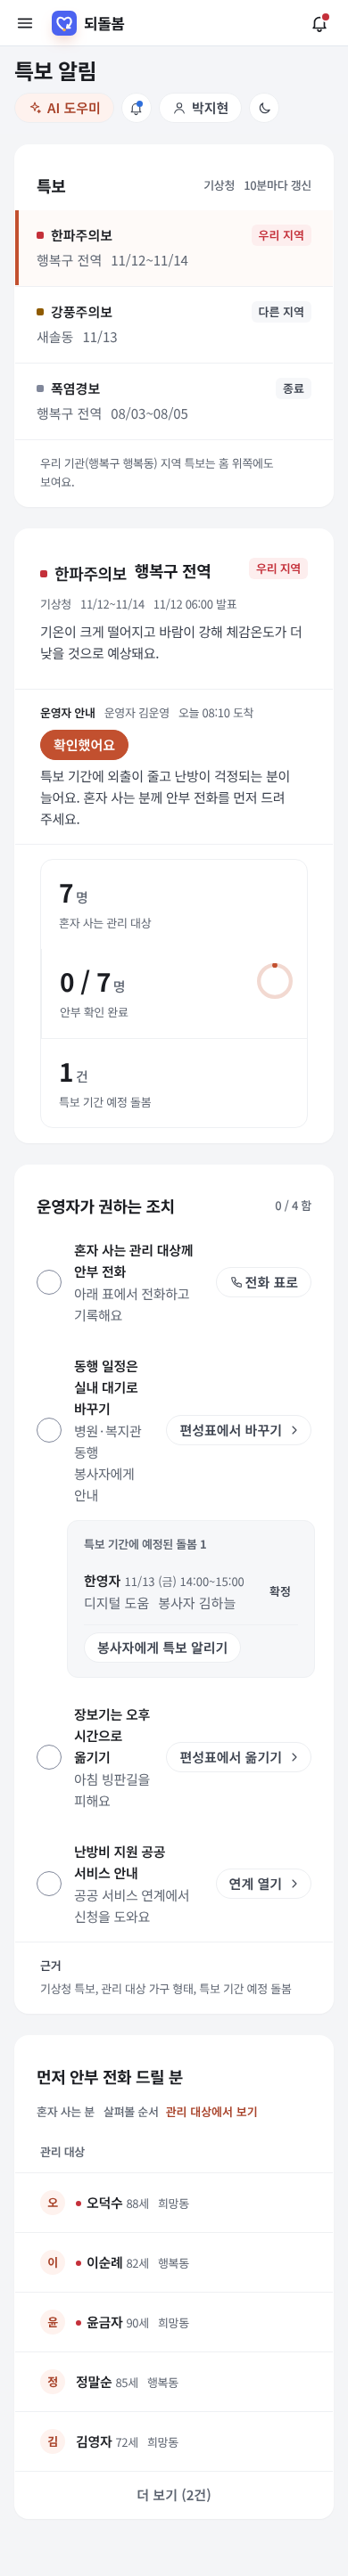 되돌봄
특보 알림
AI 도우미
박지현
특보
기상청 10분마다 갱신
한파주의보
우리 지역
행복구 전역 11/12~11/14
강풍주의보
다른 지역
새솔동 11/13
폭염경보
종료
행복구 전역 08/03~08/05
우리 기관(행복구 행복동) 지역 특보는 홈 위쪽에도
보여요.
한파주의보 행복구 전역
우리 지역
기상청 11/12~11/14 11/12 06:00 발표
기온이 크게 떨어지고 바람이 강해 체감온도가 더
낮을 것으로 예상돼요.
운영자 안내 운영자 김운영 오늘 08:10 도착
확인했어요
특보 기간에 외출이 줄고 난방이 걱정되는 분이
늘어요. 혼자 사는 분께 안부 전화를 먼저 드려
주세요.
7 명
혼자 사는 관리 대상
0 / 7 명
안부 확인 완료
1 건
특보 기간 예정 돌봄
운영자가 권하는 조치
0 / 4 함
혼자 사는 관리 대상께
안부 전화
아래 표에서 전화하고
기록해요
전화 표로
동행 일정은
실내 대기로
바꾸기
병원·복지관
동행
봉사자에게
안내
편성표에서 바꾸기
특보 기간에 예정된 돌봄 1
한영자 11/13 (금) 14:00~15:00
디지털 도움 봉사자 김하늘
확정
봉사자에게 특보 알리기
장보기는 오후
시간으로
옮기기
아침 빙판길을
피해요
편성표에서 옮기기
난방비 지원 공공
서비스 안내
공공 서비스 연계에서
신청을 도와요
연계 열기
근거
기상청 특보, 관리 대상 가구 형태, 특보 기간 예정 돌봄
먼저 안부 전화 드릴 분
혼자 사는 분 살펴볼 순서 관리 대상에서 보기
관리 대상
오 오덕수 88세 희망동
이 이순례 82세 행복동
윤 윤금자 90세 희망동
정 정말순 85세 행복동
김 김영자 72세 희망동
더 보기 (2건)